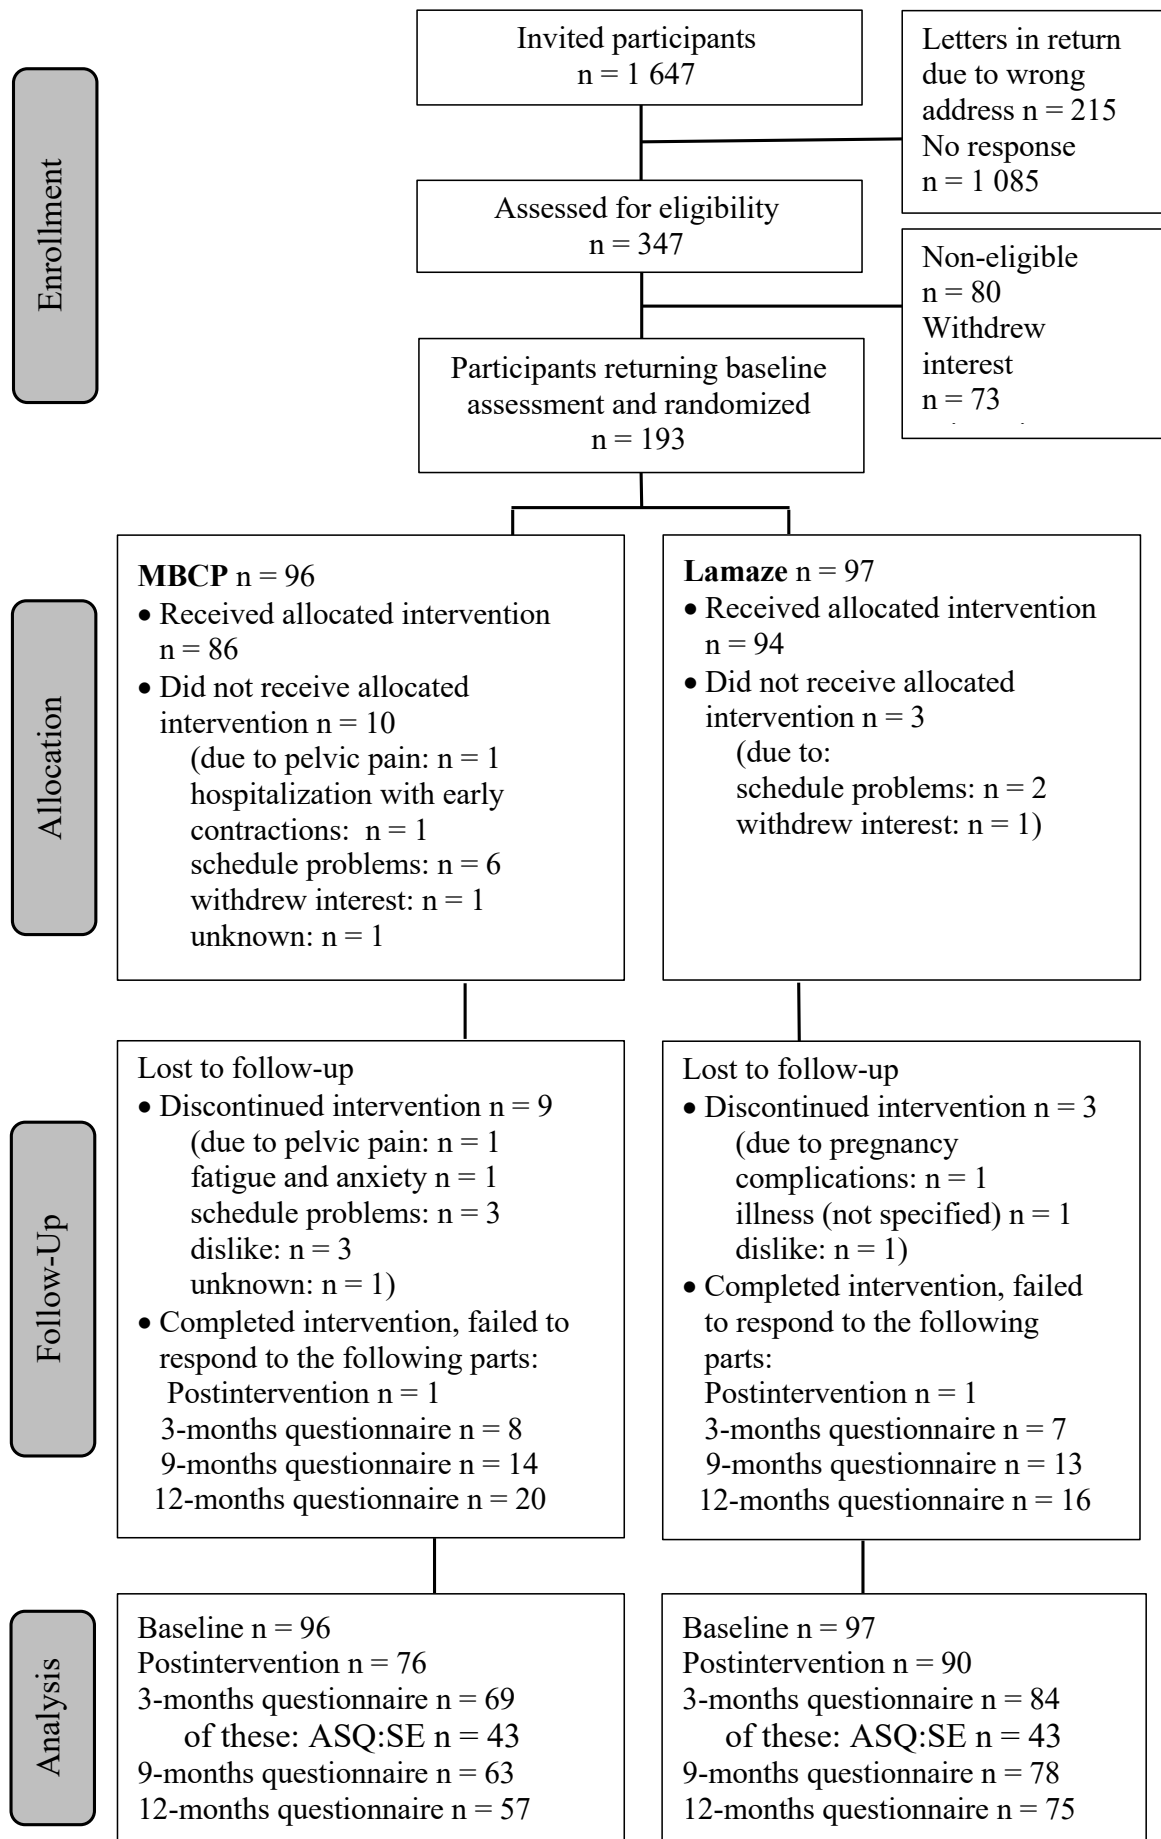 Invited participants
n = 1 647
Letters in return
due to wrong
address n = 215
No response
n = 1 085
Enrollment
Assessed for eligibility
n = 347
Non-eligible
n = 80
Withdrew
interest
n = 73
Participants returning baseline
assessment and randomized
n = 193
Allocation
MBCP n = 96
• Received allocated intervention
n = 86
• Did not receive allocated
intervention n = 10
(due to pelvic pain: n = 1
hospitalization with early
contractions: n = 1
schedule problems: n = 6
withdrew interest: n = 1
unknown: n = 1
Lamaze n = 97
• Received allocated intervention
n = 94
• Did not receive allocated
intervention n = 3
(due to:
schedule problems: n = 2
withdrew interest: n = 1)
Follow-Up
Lost to follow-up
• Discontinued intervention n = 9
(due to pelvic pain: n = 1
fatigue and anxiety n = 1
schedule problems: n = 3
dislike: n = 3
unknown: n = 1)
• Completed intervention, failed to
respond to the following parts:
Postintervention n = 1
3-months questionnaire n = 8
9-months questionnaire n = 14
12-months questionnaire n = 20
Lost to follow-up
• Discontinued intervention n = 3
(due to pregnancy
complications: n = 1
illness (not specified) n = 1
dislike: n = 1)
• Completed intervention, failed
to respond to the following
parts:
Postintervention n = 1
3-months questionnaire n = 7
9-months questionnaire n = 13
12-months questionnaire n = 16
Analysis
Baseline n = 96
Postintervention n = 76
3-months questionnaire n = 69
of these: ASQ:SE n = 43
9-months questionnaire n = 63
12-months questionnaire n = 57
Baseline n = 97
Postintervention n = 90
3-months questionnaire n = 84
of these: ASQ:SE n = 43
9-months questionnaire n = 78
12-months questionnaire n = 75